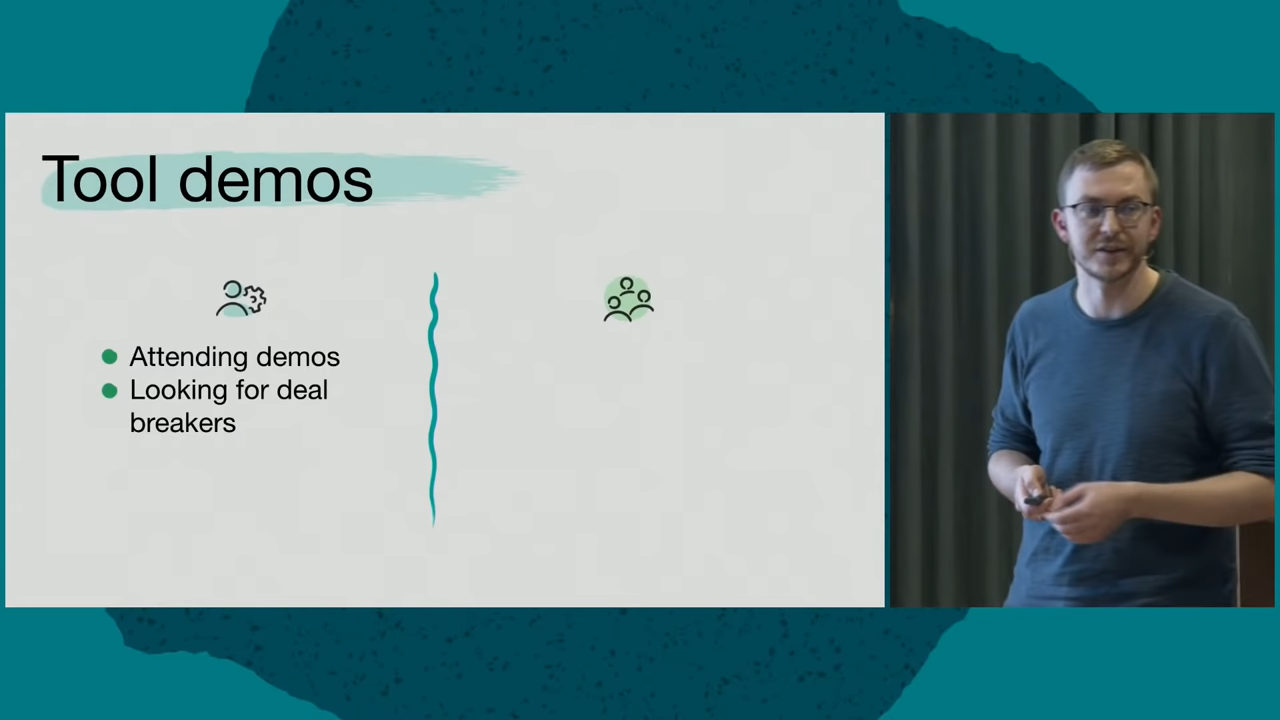 Tool demos
Attending demos
Looking for deal
breakers